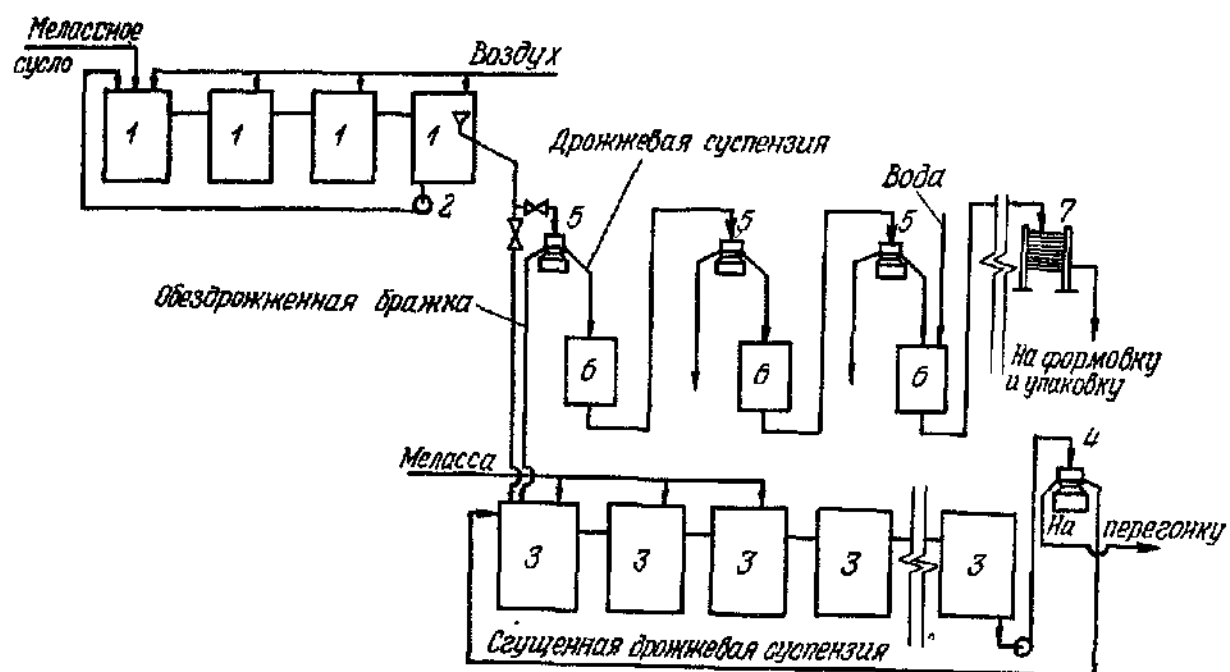 Мелассное
сусло
Воздух
1
1
1
1
2
Дрожжевая суспензия
Вода
5
5
5
7
Обездрожженная бражка
6
6
6
На формовку
и упаковку
Меласса
4
На перегонку
3
3
3
3
3
Сгущенная дрожжевая суспензия